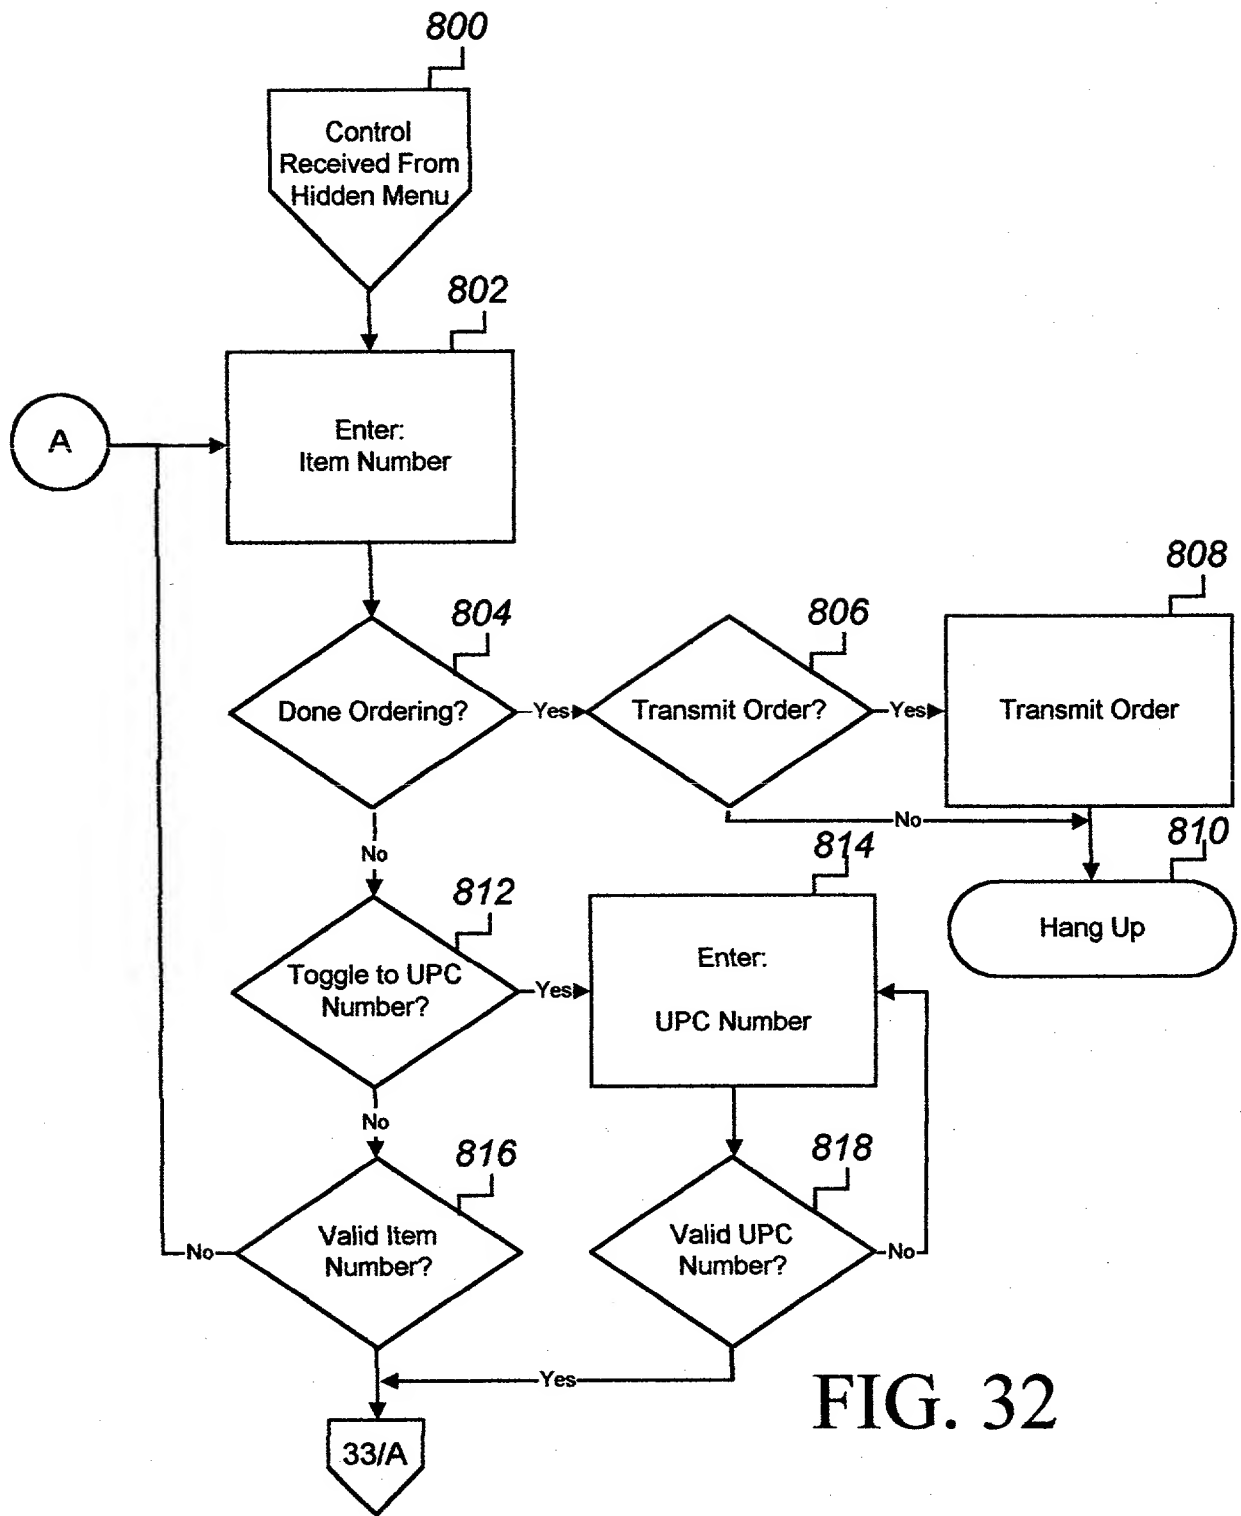 800
Control
Received From
Hidden Menu
802
Enter:
Item Number
A
804
Done Ordering?
Yes
806
Transmit Order?
Yes
808
Transmit Order
No
810
Hang Up
No
812
Toggle to UPC
Number?
Yes
814
Enter:
UPC Number
No
816
Valid Item
Number?
No
818
Valid UPC
Number?
No
Yes
33/A
FIG. 32